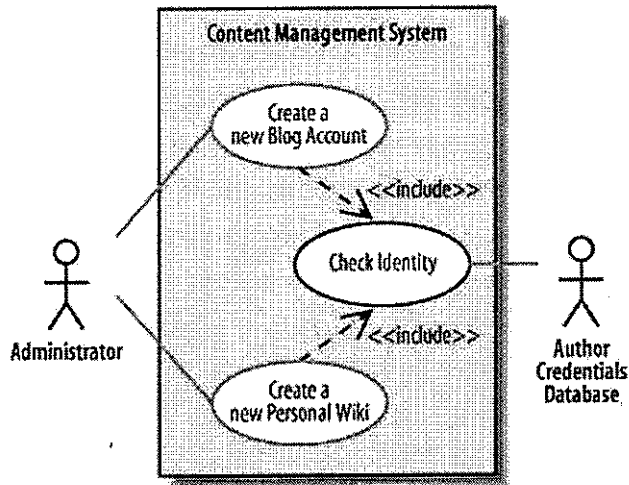 Content Management System
Create a
new Blog Account
<<include>>
Check Identity
Administrator
<<include>>
Author
Credentials
Database
Create a
new Personal Wiki